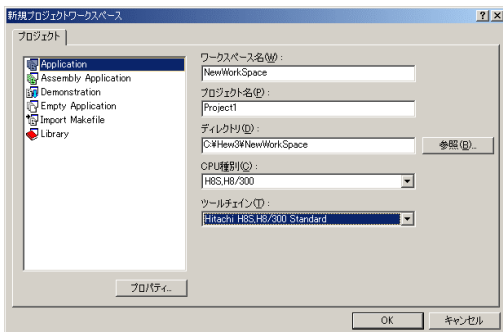 新規プロジェクトワークスペース
プロジェクト
Application
Assembly Application
Demonstration
Empty Application
Import Makefile
Library
プロパティ...
ワークスペース名(W):
NewWorkSpace
プロジェクト名(P):
Project1
ディレクトリ(D):
C:¥Hew3¥NewWorkSpace
参照(B)...
CPU種別(C):
H8S,H8/300
ツールチェイン(T):
Hitachi H8S,H8/300 Standard
OK
キャンセル